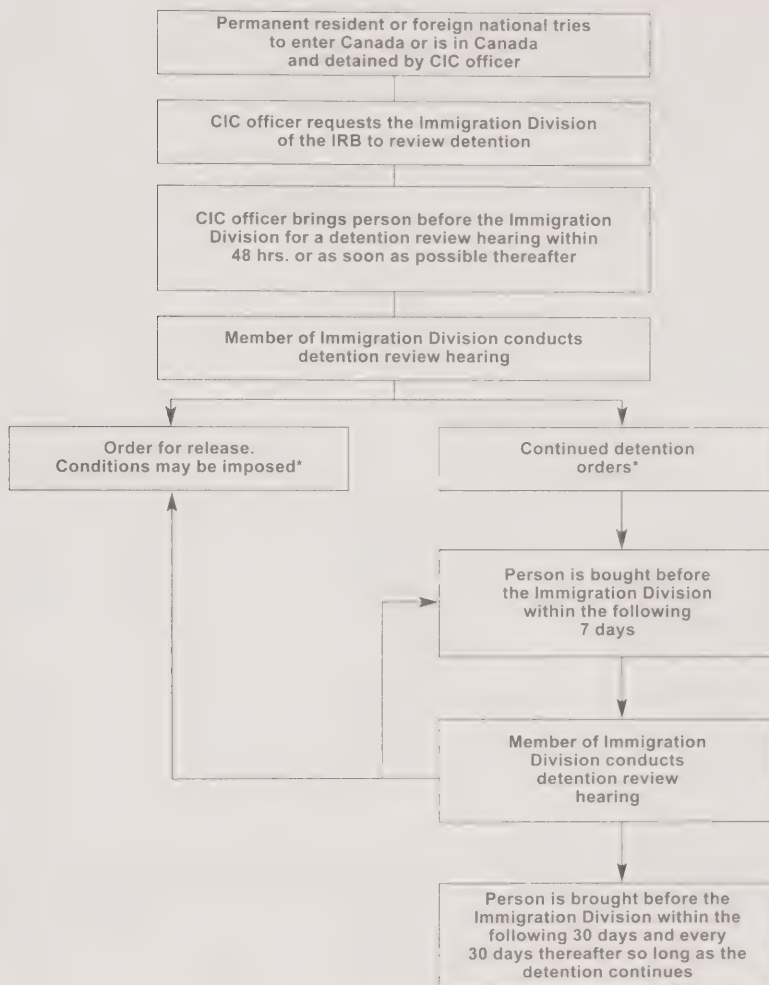 Permanent resident or foreign national tries
to enter Canada or is in Canada
and detained by CIC officer
CIC officer requests the Immigration Division
of the IRB to review detention
CIC officer brings person before the Immigration
Division for a detention review hearing within
48 hrs. or as soon as possible thereafter
Member of Immigration Division conducts
detention review hearing
Order for release.
Conditions may be imposed*
Continued detention
orders*
Person is bought before
the Immigration Division
within the following
7 days
Member of Immigration
Division conducts
detention review
hearing
Person is brought before the
Immigration Division within the
following 30 days and every
30 days thereafter so long as the
detention continues